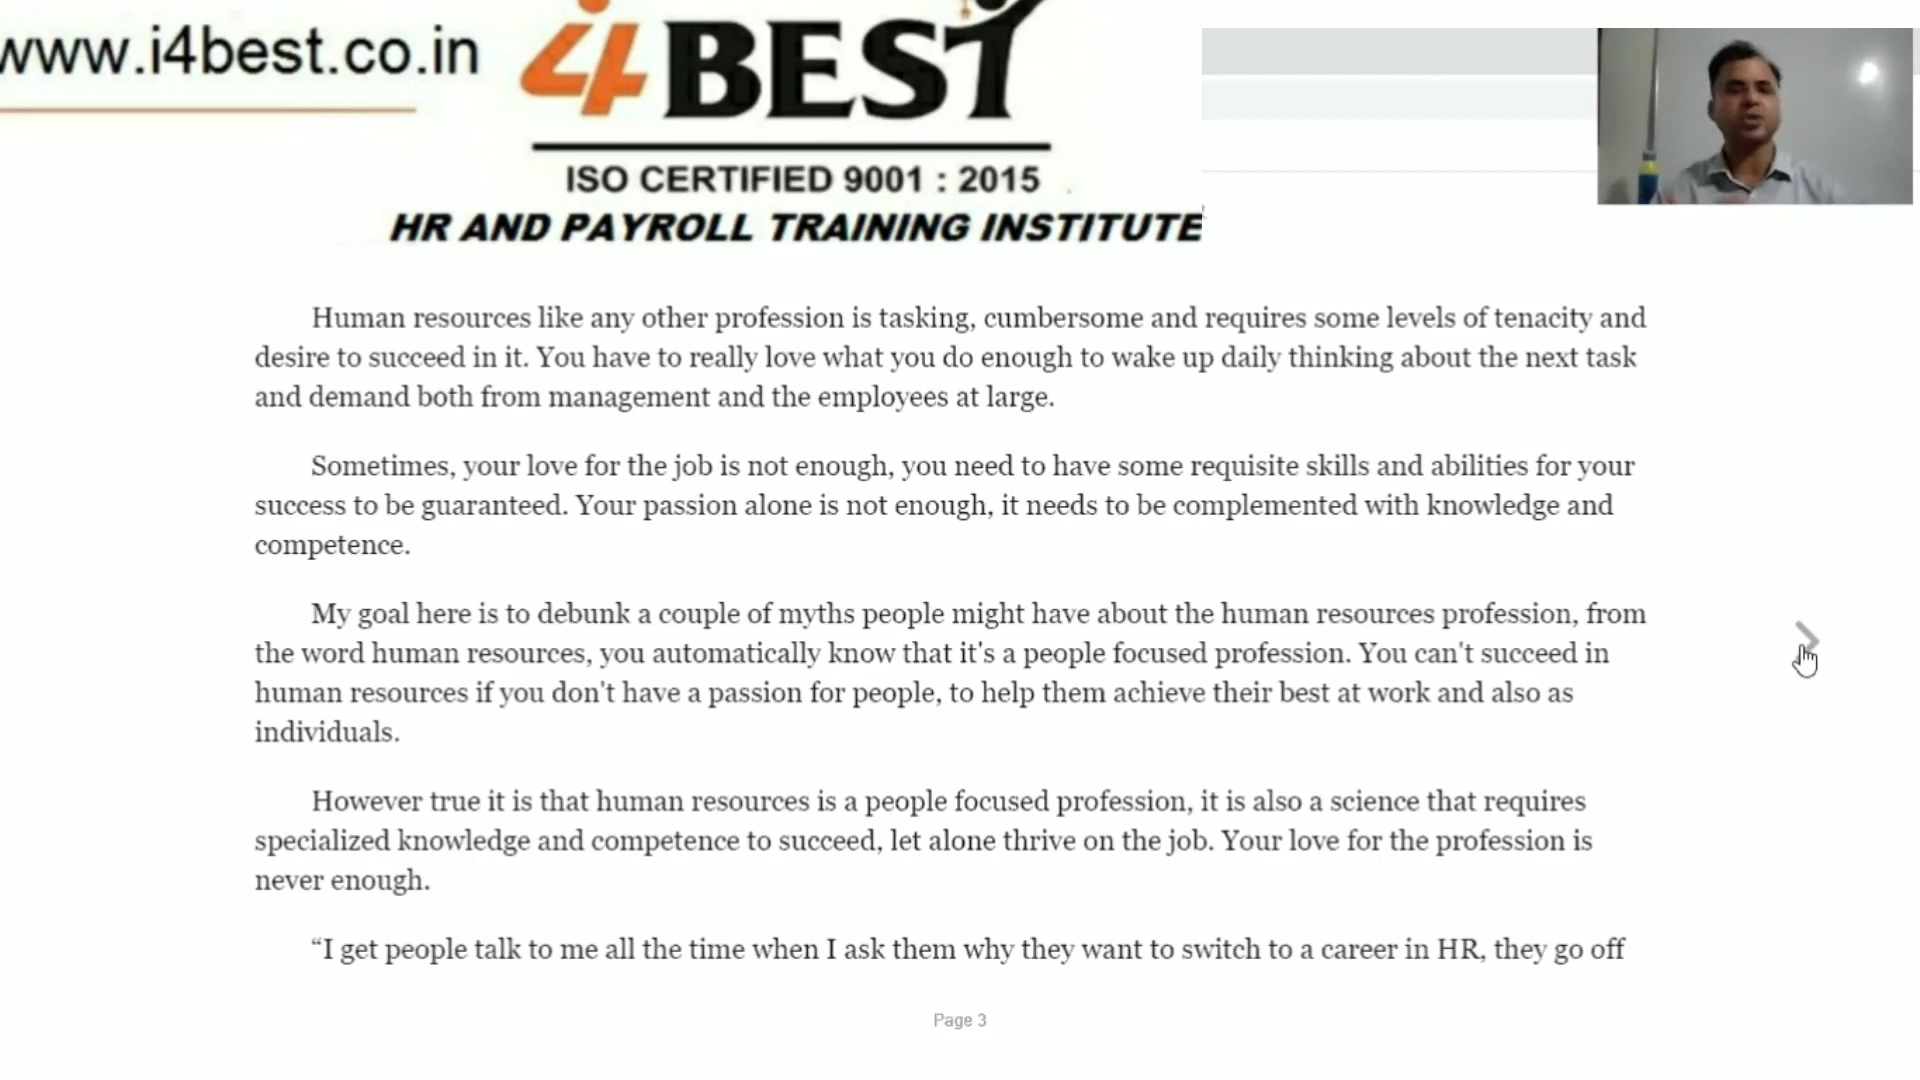 www.i4best.co.in
i4BEST
ISO CERTIFIED 9001 : 2015
HR AND PAYROLL TRAINING INSTITUTE
Human resources like any other profession is tasking, cumbersome and requires some levels of tenacity and
desire to succeed in it. You have to really love what you do enough to wake up daily thinking about the next task
and demand both from management and the employees at large.
Sometimes, your love for the job is not enough, you need to have some requisite skills and abilities for your
success to be guaranteed. Your passion alone is not enough, it needs to be complemented with knowledge and
competence.
My goal here is to debunk a couple of myths people might have about the human resources profession, from
the word human resources, you automatically know that it's a people focused profession. You can't succeed in
human resources if you don't have a passion for people, to help them achieve their best at work and also as
individuals.
However true it is that human resources is a people focused profession, it is also a science that requires
specialized knowledge and competence to succeed, let alone thrive on the job. Your love for the profession is
never enough.
“I get people talk to me all the time when I ask them why they want to switch to a career in HR, they go off
Page 3